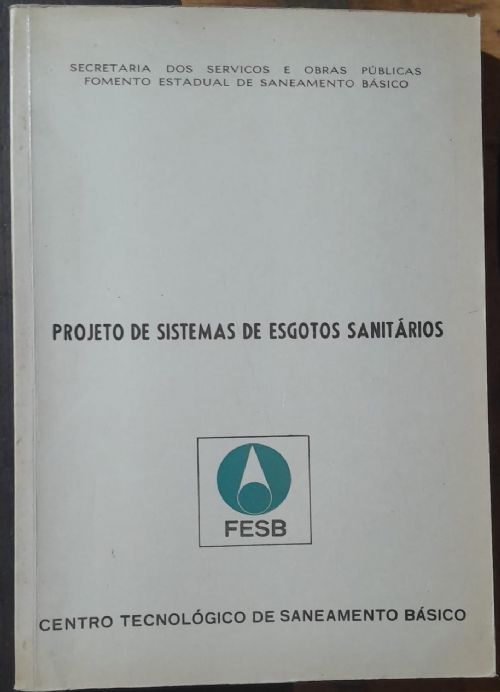 SECRETARIA DOS SERVICOS E OBRAS PÚBLICAS
FOMENTO ESTADUAL DE SANEAMENTO BÁSICO
PROJETO DE SISTEMAS DE ESGOTOS SANITÁRIOS
FESB
CENTRO TECNOLÓGICO DE SANEAMENTO BÁSICO